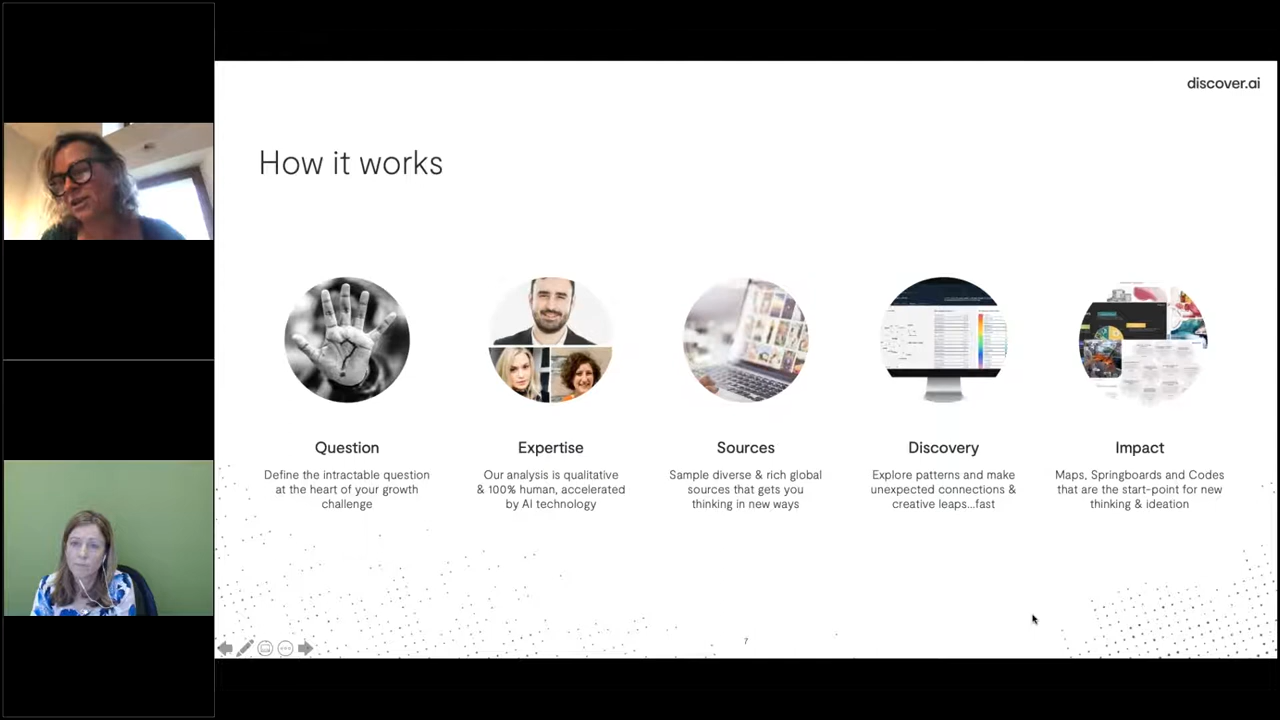 discover.ai
How it works
Question
Define the intractable question
at the heart of your growth
challenge
Expertise
Our analysis is qualitative
& 100% human, accelerated
by AI technology
Sources
Sample diverse & rich global
sources that gets you
thinking in new ways
Discovery
Explore patterns and make
unexpected connections &
creative leaps...fast
Impact
Maps, Springboards and Codes
that are the start-point for new
thinking & ideation
7